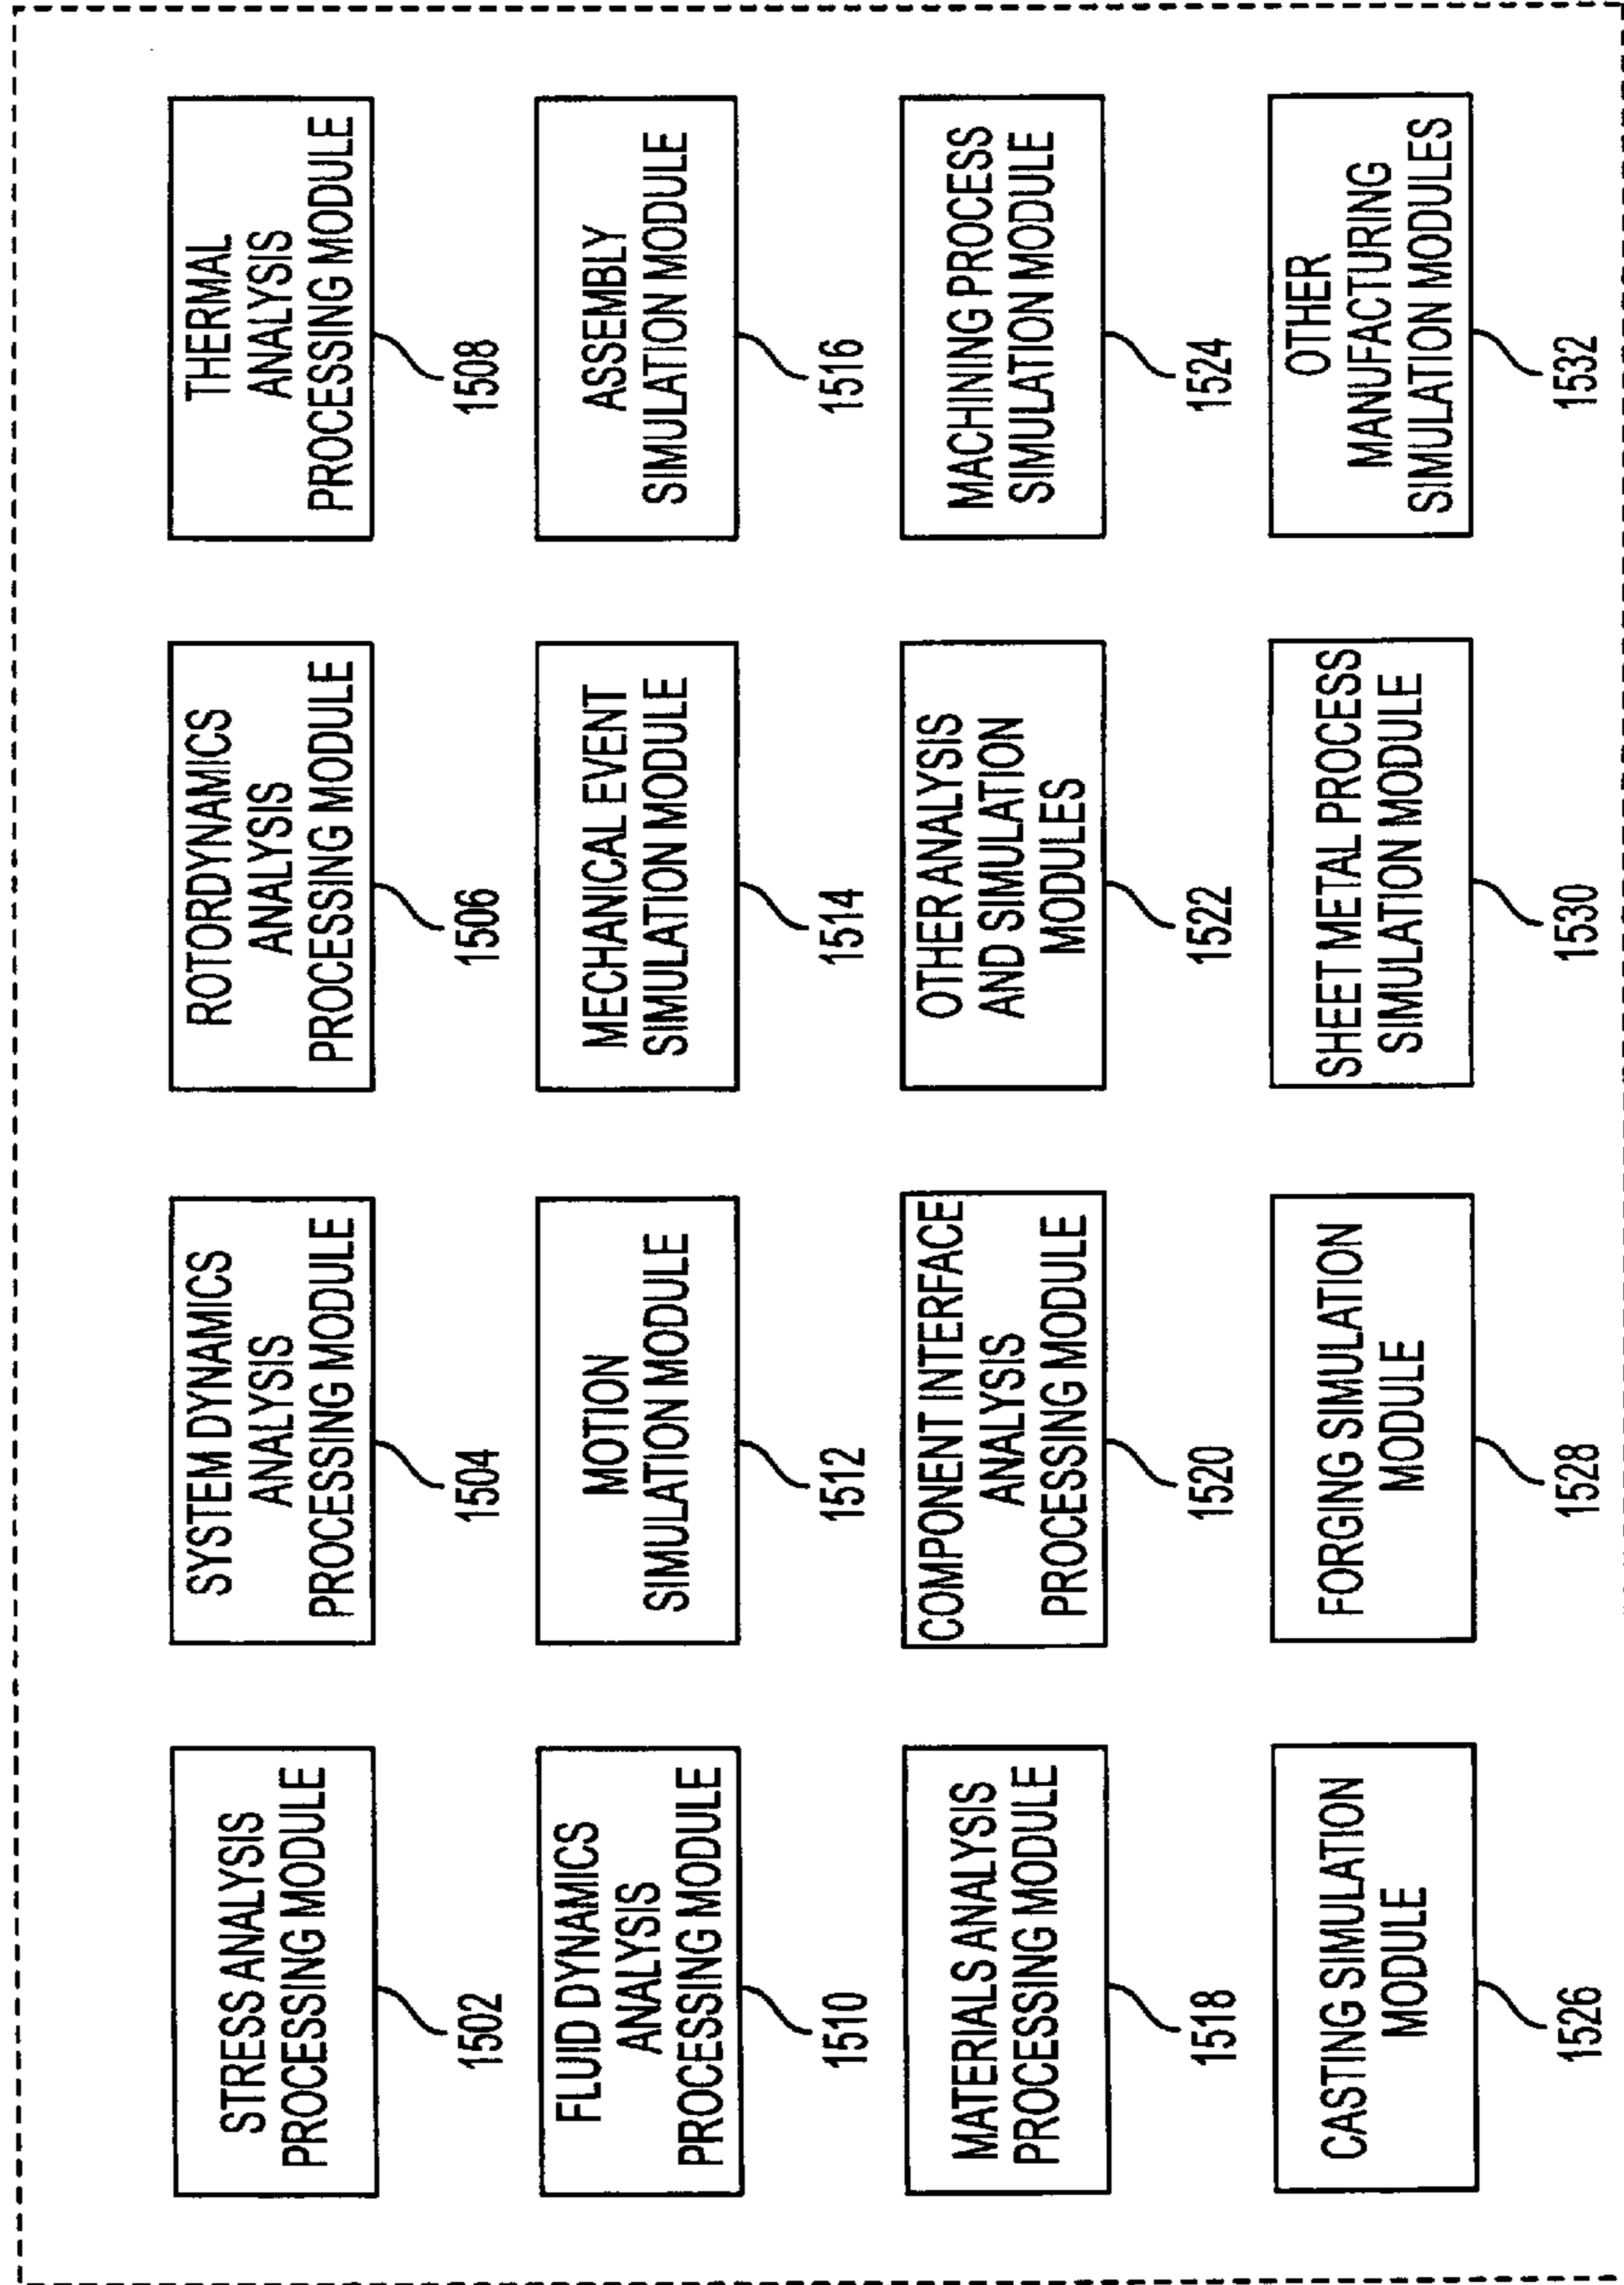 STRESS ANALYSIS
PROCESSING MODULE
1502
SYSTEM DYNAMICS
ANALYSIS
PROCESSING MODULE
1504
ROTORDYNAMICS
ANALYSIS
PROCESSING MODULE
1506
THERMAL
ANALYSIS
PROCESSING MODULE
1508
FLUID DYNAMICS
ANALYSIS
PROCESSING MODULE
1510
MOTION
SIMULATION MODULE
1512
MECHANICAL EVENT
SIMULATION MODULE
1514
ASSEMBLY
SIMULATION MODULE
1516
MATERIALS ANALYSIS
PROCESSING MODULE
1518
COMPONENT INTERFACE
ANALYSIS
PROCESSING MODULE
1520
OTHER ANALYSIS
AND SIMULATION
MODULES
1522
MACHINING PROCESS
SIMULATION MODULE
1524
CASTING SIMULATION
MODULE
1526
FORGING SIMULATION
MODULE
1528
SHEET METAL PROCESS
SIMULATION MODULE
1530
OTHER
MANUFACTURING
SIMULATION MODULES
1532